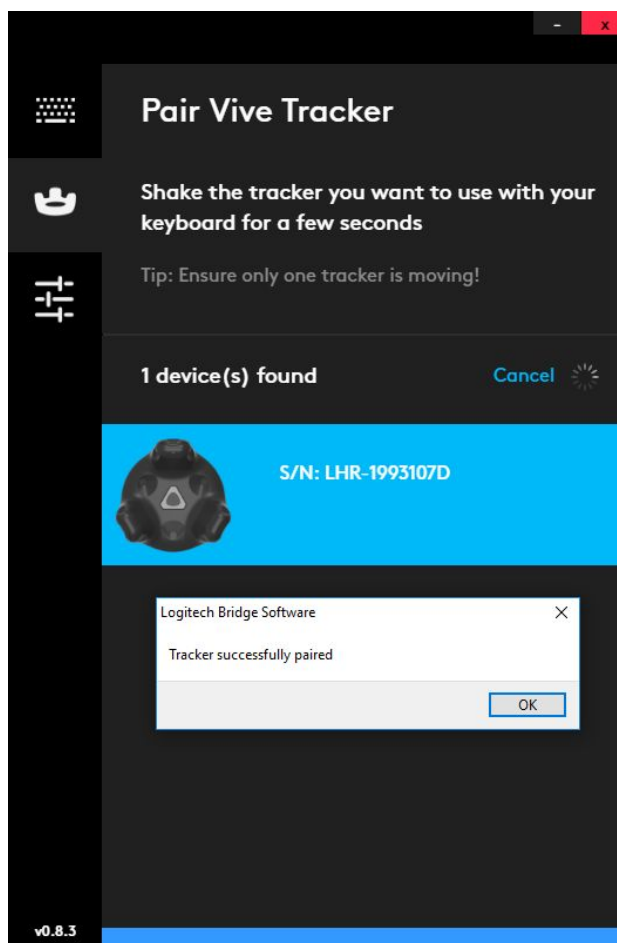 - x
Pair Vive Tracker
Shake the tracker you want to use with your
keyboard for a few seconds
Tip: Ensure only one tracker is moving!
1 device(s) found Cancel
S/N: LHR-1993107D
Logitech Bridge Software
Tracker successfully paired
OK
v0.8.3